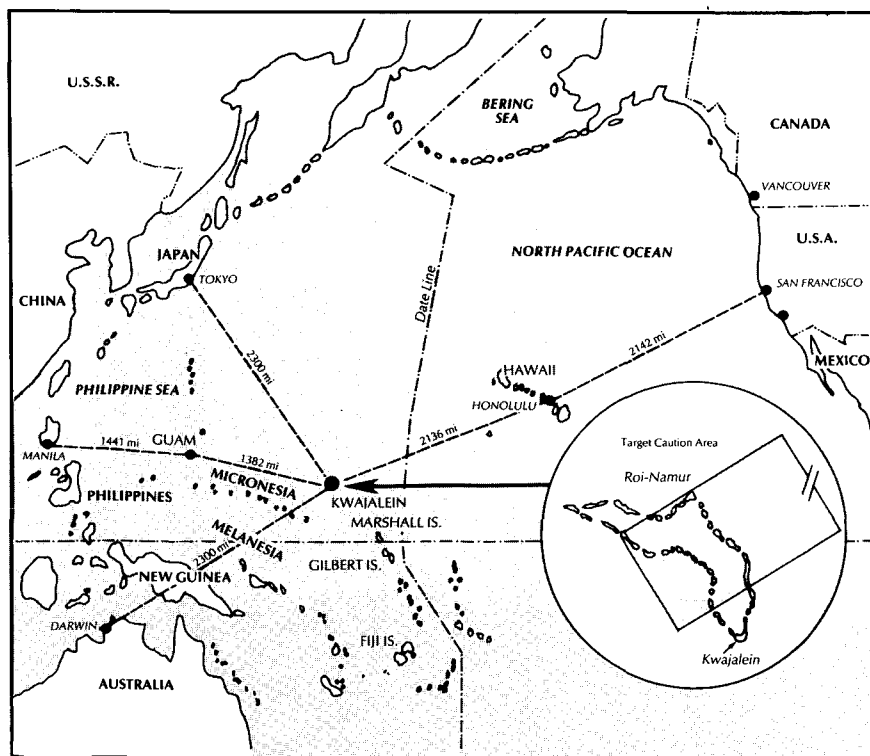 U.S.S.R.
BERING
SEA
CANADA
VANCOUVER
U.S.A.
JAPAN
TOKYO
NORTH PACIFIC OCEAN
SAN FRANCISCO
CHINA
Date Line
2300 mi
2142 mi
MEXICO
HAWAII
PHILIPPINE SEA
HONOLULU
1441 mi
GUAM
2136 mi
MANILA
1382 mi
Target Caution Area
MICRONESIA
Roi-Namur
PHILIPPINES
KWAJALEIN
MARSHALL IS.
MELANESIA
2300 mi
GILBERT IS.
NEW GUINEA
DARWIN
FIJI IS.
Kwajalein
AUSTRALIA